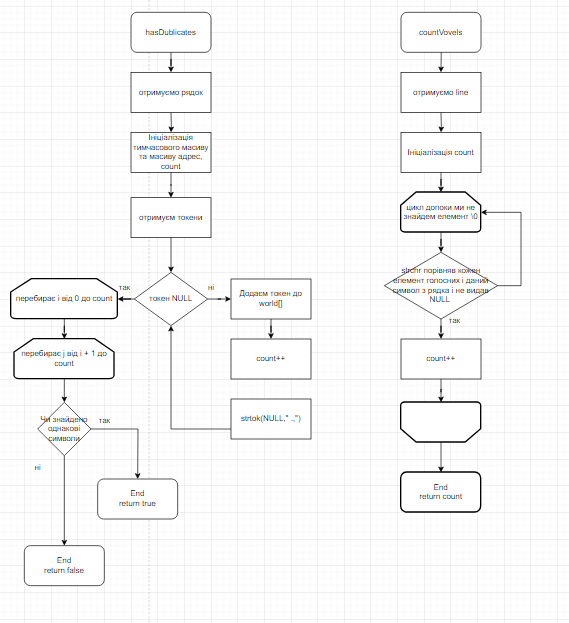 hasDublicates
отримуємо рядок
Ініціалізація
тимчасового масиву
та масиву адрес,
count
отримуєм токени
токен NULL
так
ні
перебирає і від 0 до count
Додаєм токен до
world[]
перебирає j від і + 1 до
count
count++
strtok(NULL," .,")
Чи знайдено
однакові
символи
так
ні
End
return true
End
return false
countVovels
отримуємо line
Ініціалізація count
цикл допоки ми не
знайдем елемент \0
strchr порівняв кожен
елемент голосних і даний
символ з рядка і не видав
NULL
так
count++
End
return count